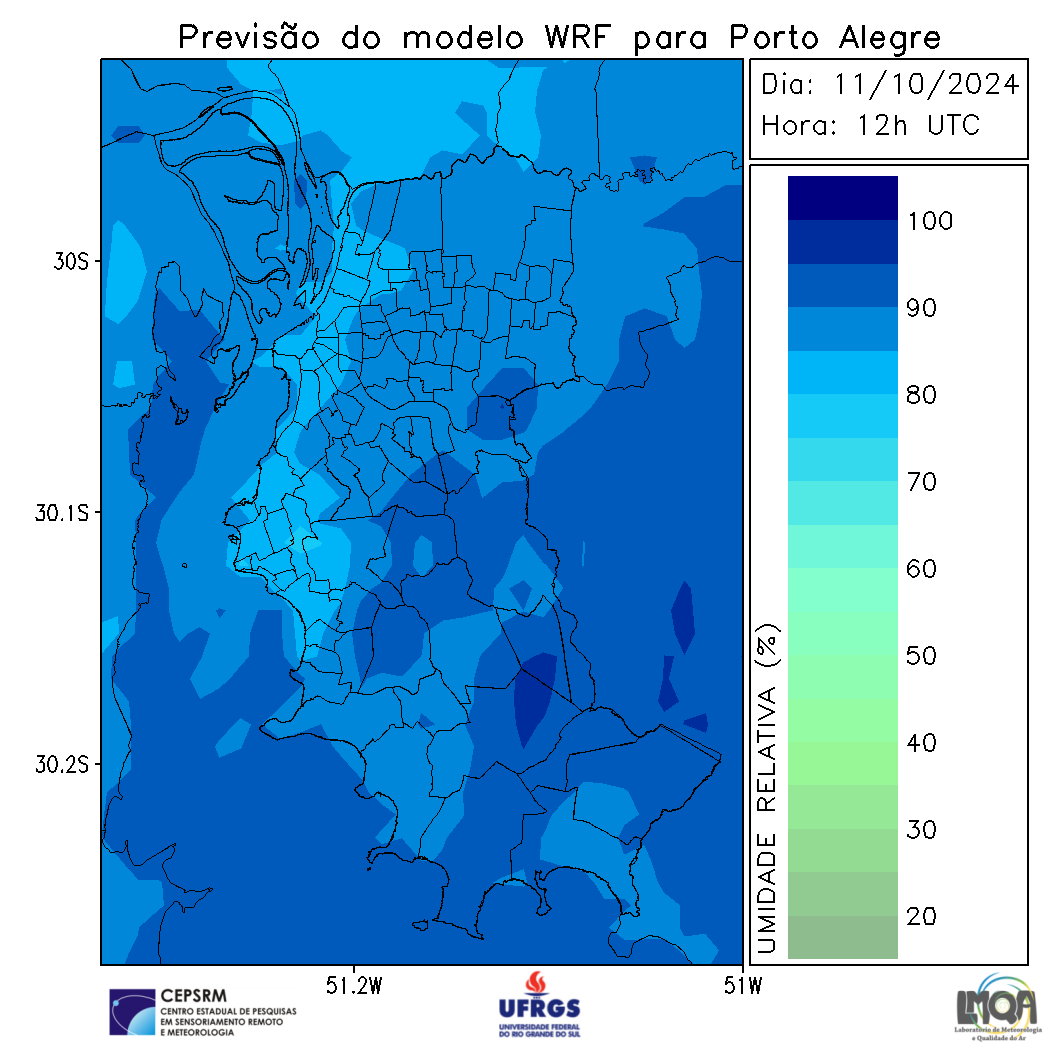 Previsão do modelo WRF para Porto Alegre
Dia: 11/10/2024
Hora: 12h UTC
30S
30.1S
30.2S
51.2W
51W
UMIDADE RELATIVA (%)
100
90
80
70
60
50
40
30
20
CEPSRM
CENTRO ESTADUAL DE PESQUISAS
EM SENSORIAMENTO REMOTO
E METEOROLOGIA
UFRGS
UNIVERSIDADE FEDERAL
DO RIO GRANDE DO SUL
LMQA
Laboratório de Meteorologia
e Qualidade do Ar